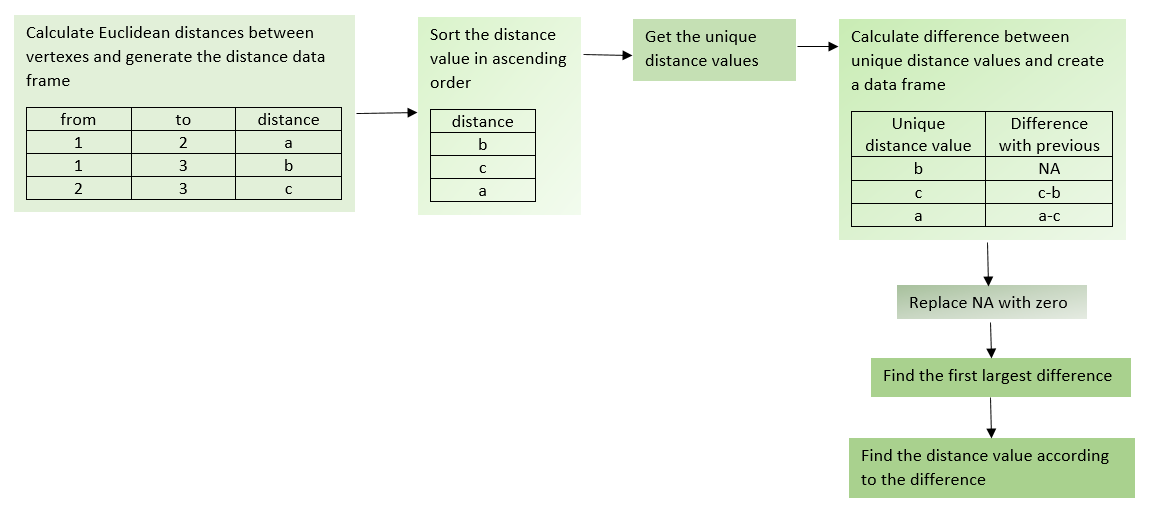 Calculate Euclidean distances between
vertexes and generate the distance data
frame
from to distance
1 2 a
1 3 b
2 3 c
Sort the distance
value in ascending
order
distance
b
c
a
Get the unique
distance values
Calculate difference between
unique distance values and create
a data frame
Unique Difference
distance value with previous
b NA
c c-b
a a-c
Replace NA with zero
Find the first largest difference
Find the distance value according
to the difference